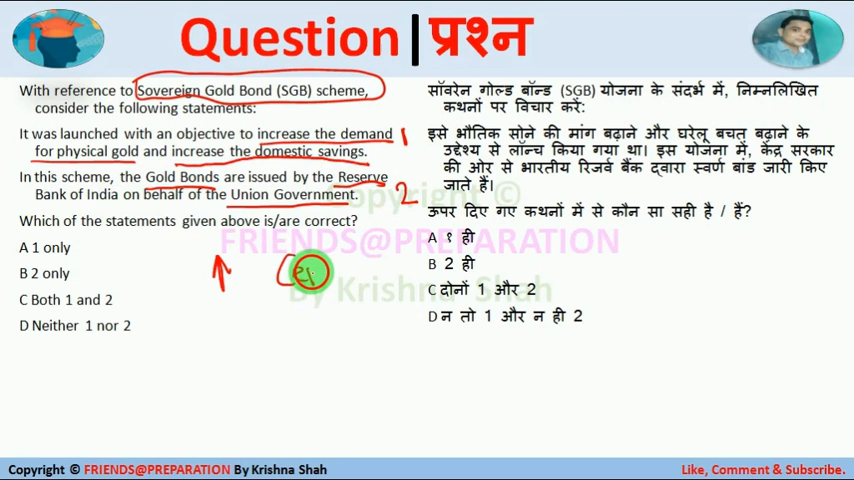 Question|प्रश्न
With reference to Sovereign Gold Bond (SGB) scheme,
consider the following statements:
It was launched with an objective to increase the demand 1
for physical gold and increase the domestic savings.
In this scheme, the Gold Bonds are issued by the Reserve
Bank of India on behalf of the Union Government. 2
Which of the statements given above is/are correct?
A 1 only
B 2 only
C Both 1 and 2
D Neither 1 nor 2
सॉवरेन गोल्ड बॉन्ड (SGB) योजना के संदर्भ में, निम्नलिखित
कथनों पर विचार करें:
इसे भौतिक सोने की मांग बढ़ाने और घरेलू बचत बढ़ाने के
उद्देश्य से लॉन्च किया गया था। इस योजना में, केंद्र सरकार
की ओर से भारतीय रिजर्व बैंक द्वारा स्वर्ण बांड जारी किए
जाते हैं।
ऊपर दिए गए कथनों में से कौन सा सही है / हैं?
A १ ही
B 2 ही
C दोनों 1 और 2
D न तो 1 और न ही 2
Copyright ©
FRIENDS@PREPARATION
By Krishna Shah
Copyright © FRIENDS@PREPARATION By Krishna Shah
Like, Comment & Subscribe.